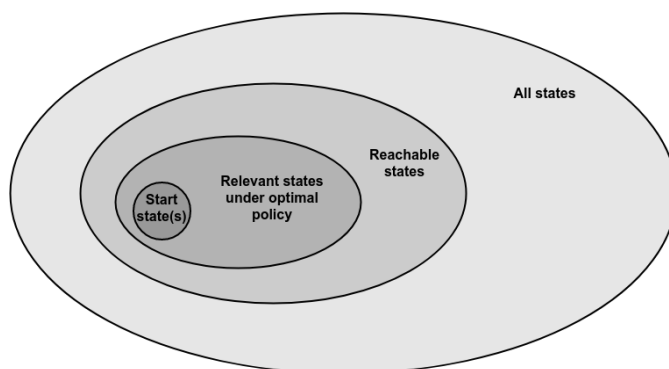 All states
Reachable
states
Relevant states
under optimal
policy
Start
state(s)